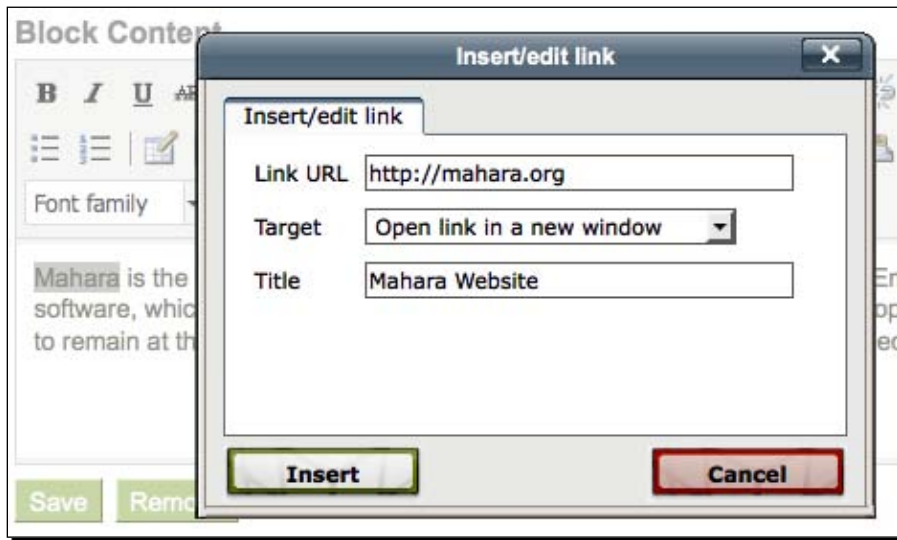 Block Content
Insert/edit link
X
B I U
Insert/edit link
Link URL http://mahara.org
Target Open link in a new window
Font family
Title Mahara Website
Mahara is the
software, which
to remain at th
Insert Cancel
Save